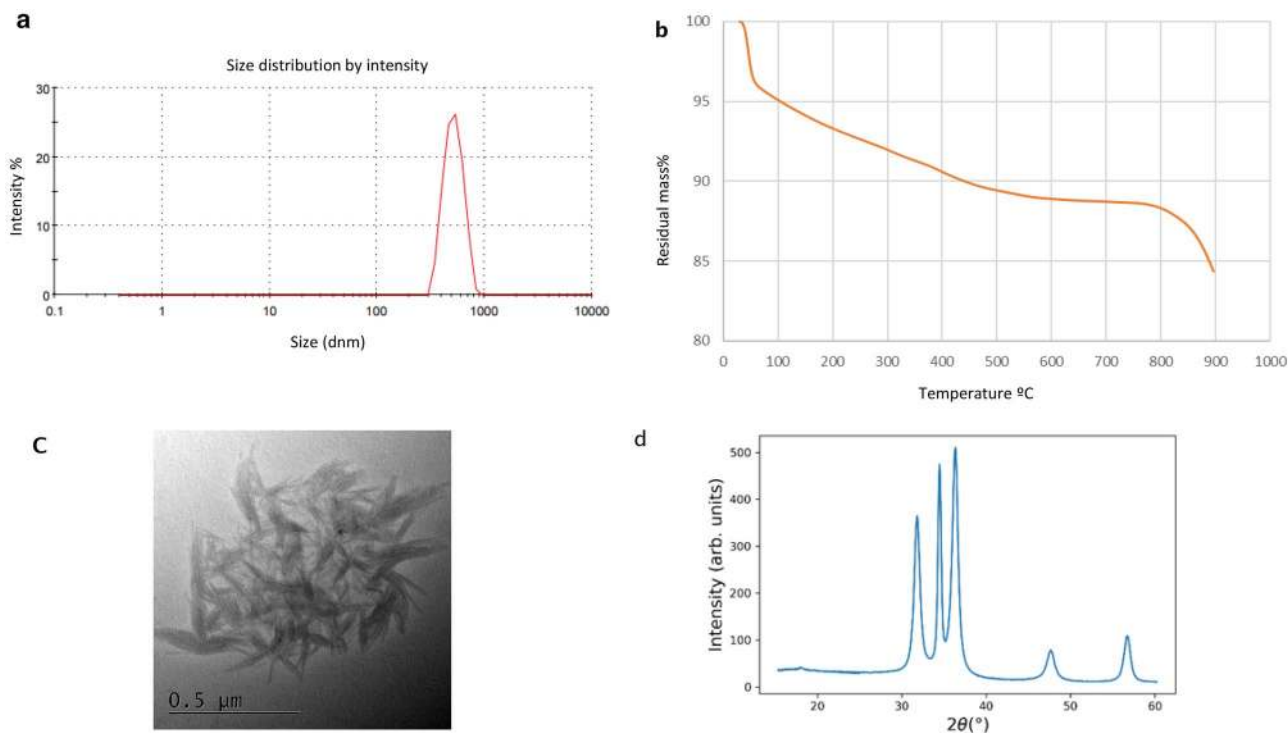 a
Size distribution by intensity
30
20
10
0
Intensity %
0.1 1 10 100 1000 10000
Size (dnm)
b
100
95
90
85
80
Residual mass%
0 100 200 300 400 500 600 700 800 900 1000
Temperature ºC
C
0.5 µm
d
500
400
300
200
100
0
Intensity (arb. units)
20 30 40 50 60
2θ(°)